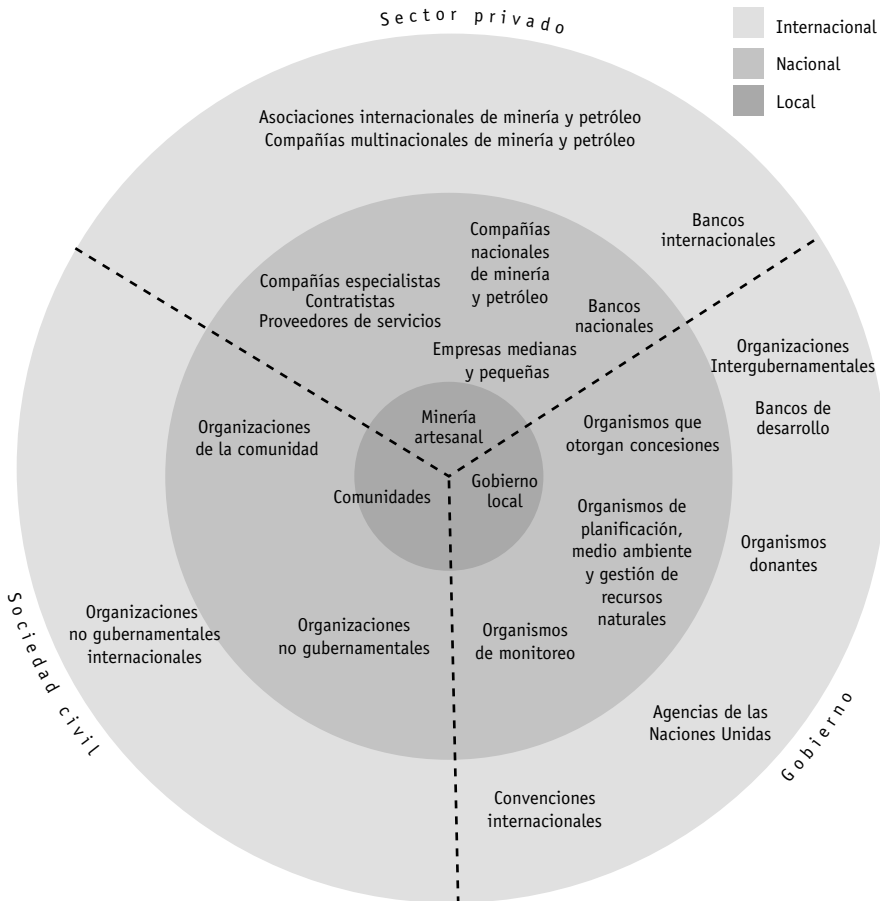 Sector privado
Internacional
Nacional
Local
Asociaciones internacionales de minería y petróleo
Compañías multinacionales de minería y petróleo
Bancos
internacionales
Compañías
nacionales
de minería
y petróleo
Compañías especialistas
Contratistas
Proveedores de servicios
Bancos
nacionales
Empresas medianas
y pequeñas
Minería
artesanal
Organizaciones
Intergubernamentales
Bancos de
desarrollo
Organismos que
otorgan concesiones
Organizaciones
de la comunidad
Comunidades
Gobierno
local
Organismos de
planificación,
medio ambiente
y gestión de
recursos
naturales
Organismos
donantes
Organizaciones
no gubernamentales
internacionales
Organizaciones
no gubernamentales
Organismos
de monitoreo
Agencias de las
Naciones Unidas
Convenciones
internacionales
Sociedad civil
Gobierno